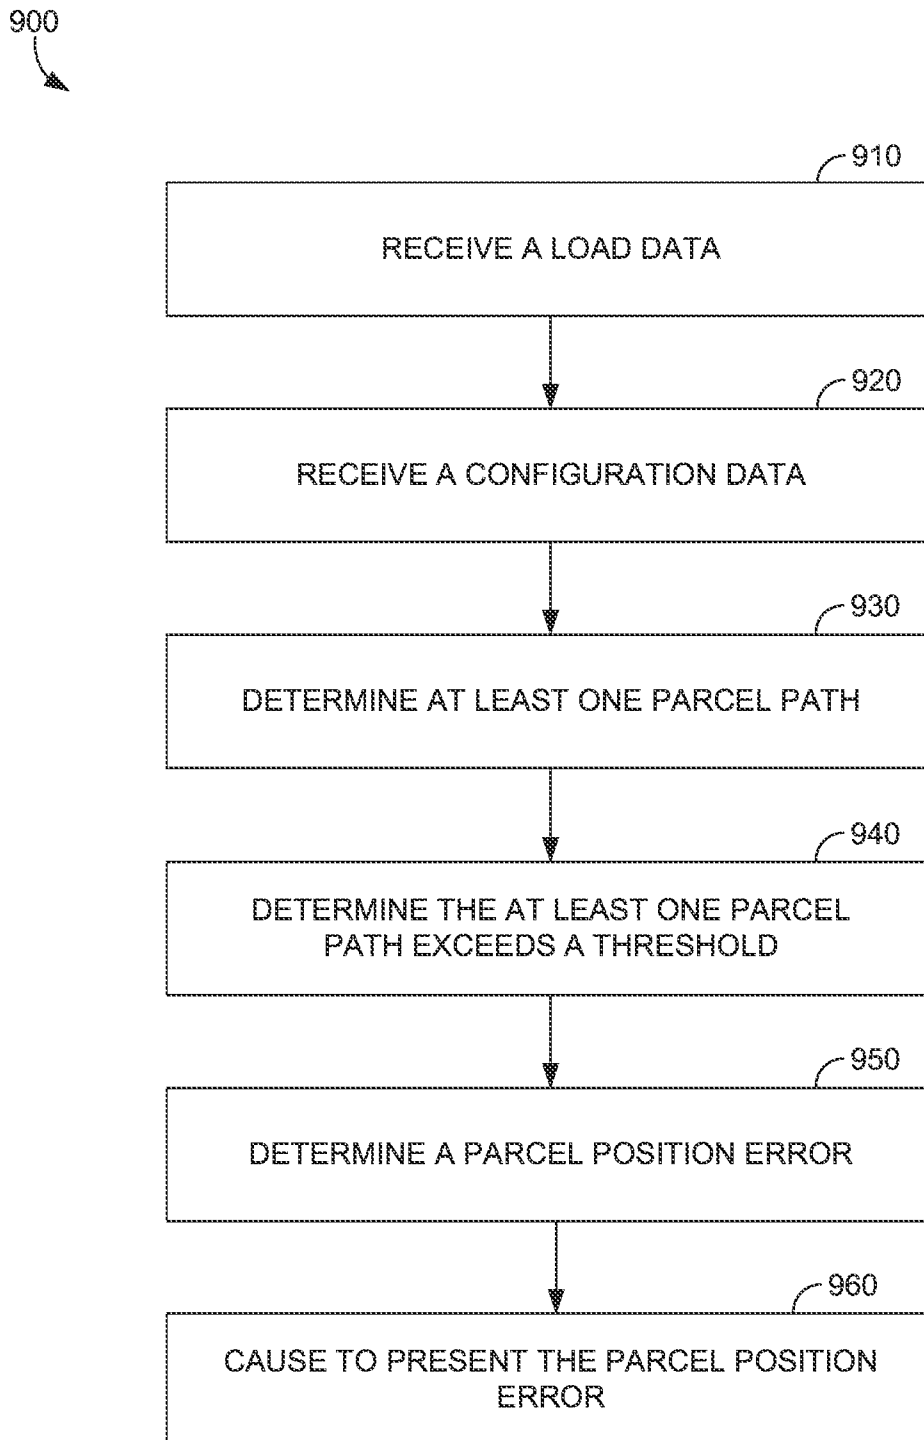 900
910
RECEIVE A LOAD DATA
920
RECEIVE A CONFIGURATION DATA
930
DETERMINE AT LEAST ONE PARCEL PATH
940
DETERMINE THE AT LEAST ONE PARCEL
PATH EXCEEDS A THRESHOLD
950
DETERMINE A PARCEL POSITION ERROR
960
CAUSE TO PRESENT THE PARCEL POSITION
ERROR